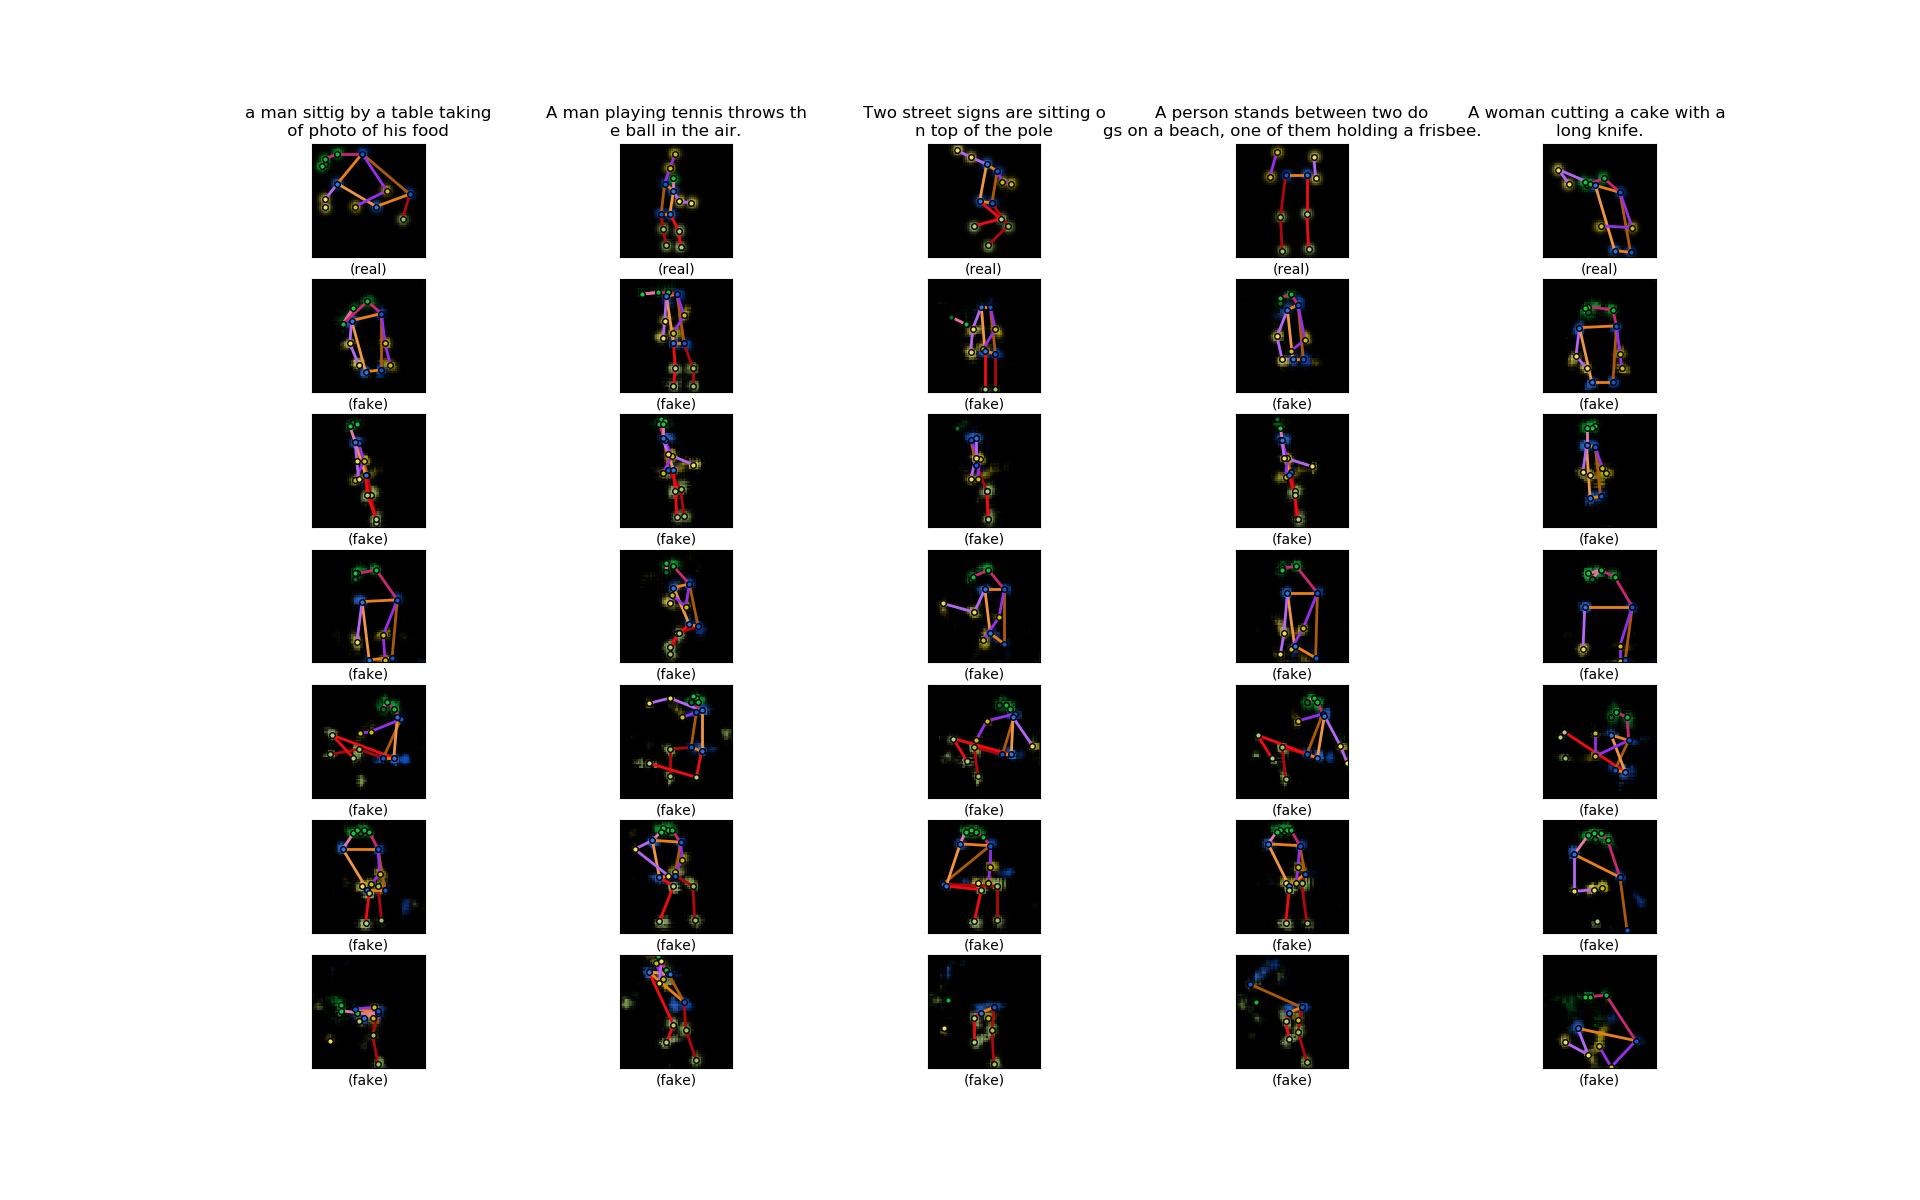 a man sittig by a table taking
of photo of his food
A man playing tennis throws th
e ball in the air.
Two street signs are sitting o
n top of the pole
A person stands between two do
gs on a beach, one of them holding a frisbee.
A woman cutting a cake with a
long knife.
(real) (real) (real) (real) (real)
(fake) (fake) (fake) (fake) (fake)
(fake) (fake) (fake) (fake) (fake)
(fake) (fake) (fake) (fake) (fake)
(fake) (fake) (fake) (fake) (fake)
(fake) (fake) (fake) (fake) (fake)
(fake) (fake) (fake) (fake) (fake)